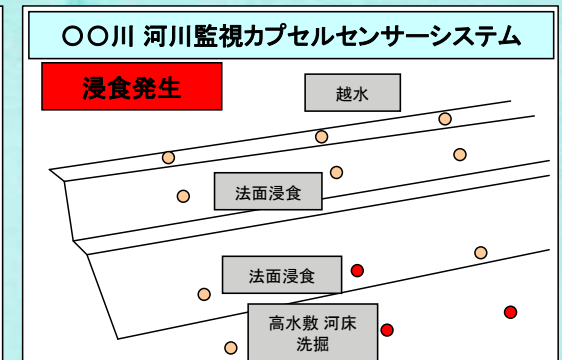 〇〇川 河川監視カプセルセンサーシステム
浸食発生
越水
法面浸食
法面浸食
高水敷 河床
洗掘